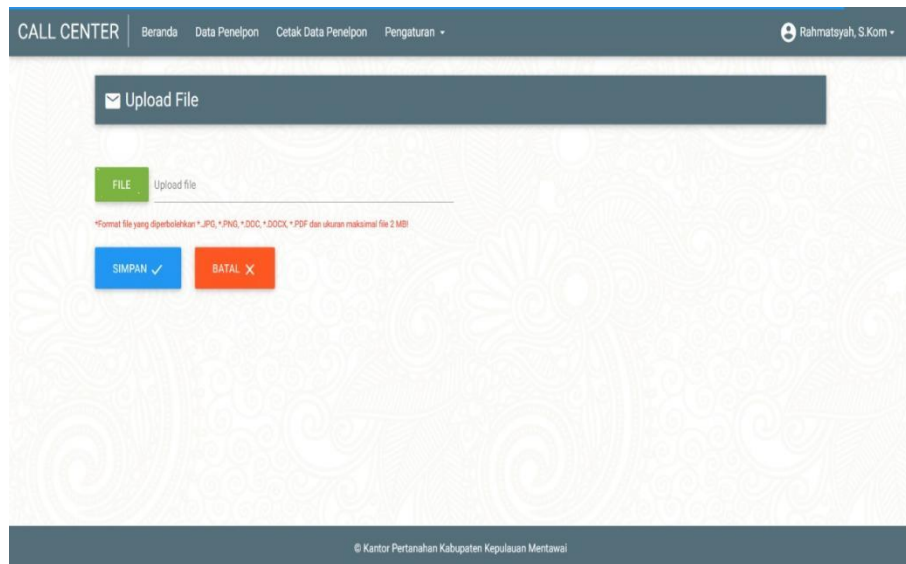 CALL CENTER Beranda Data Penelpon Cetak Data Penelpon Pengaturan Rahmatsyah, S.Kom
Upload File
FILE Upload file
*Format file yang diperbolehkan *.JPG, *.PNG, *.DOC, *.DOCX, *.PDF dan ukuran maksimal file 2 MB!
SIMPAN BATAL
© Kantor Pertanahan Kabupaten Kepulauan Mentawai